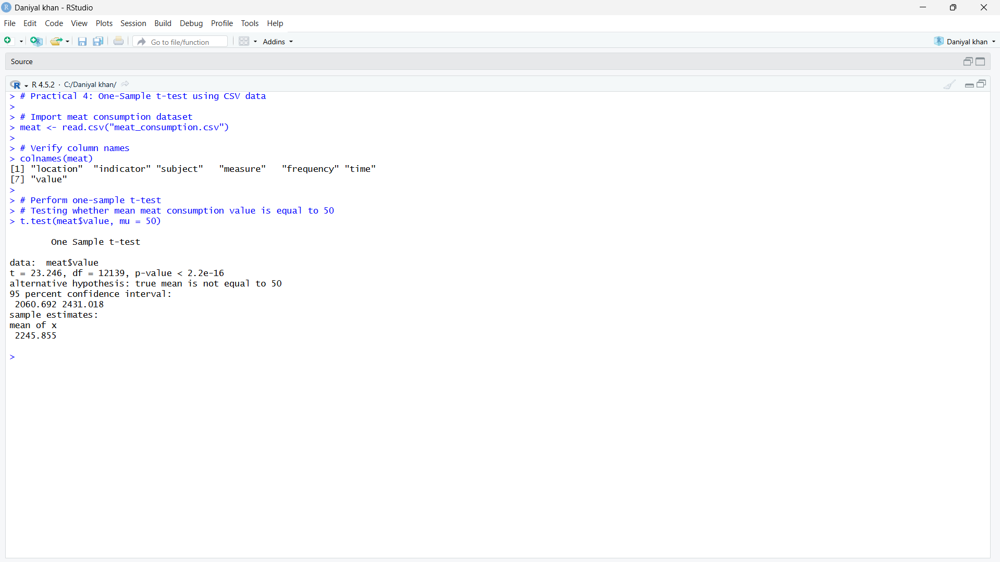 Daniyal khan - RStudio
File Edit Code View Plots Session Build Debug Profile Tools Help
Go to file/function Addins Daniyal khan
Source
R 4.5.2 · C:/Daniyal khan/
> # Practical 4: One-Sample t-test using CSV data
>
> # Import meat consumption dataset
> meat <- read.csv("meat_consumption.csv")
>
> # Verify column names
> colnames(meat)
[1] "location"  "indicator" "subject"   "measure"   "frequency" "time"
[7] "value"
>
> # Perform one-sample t-test
> # Testing whether mean meat consumption value is equal to 50
> t.test(meat$value, mu = 50)
One Sample t-test
data:  meat$value
t = 23.246, df = 12139, p-value < 2.2e-16
alternative hypothesis: true mean is not equal to 50
95 percent confidence interval:
2060.692 2431.018
sample estimates:
mean of x
2245.855
>